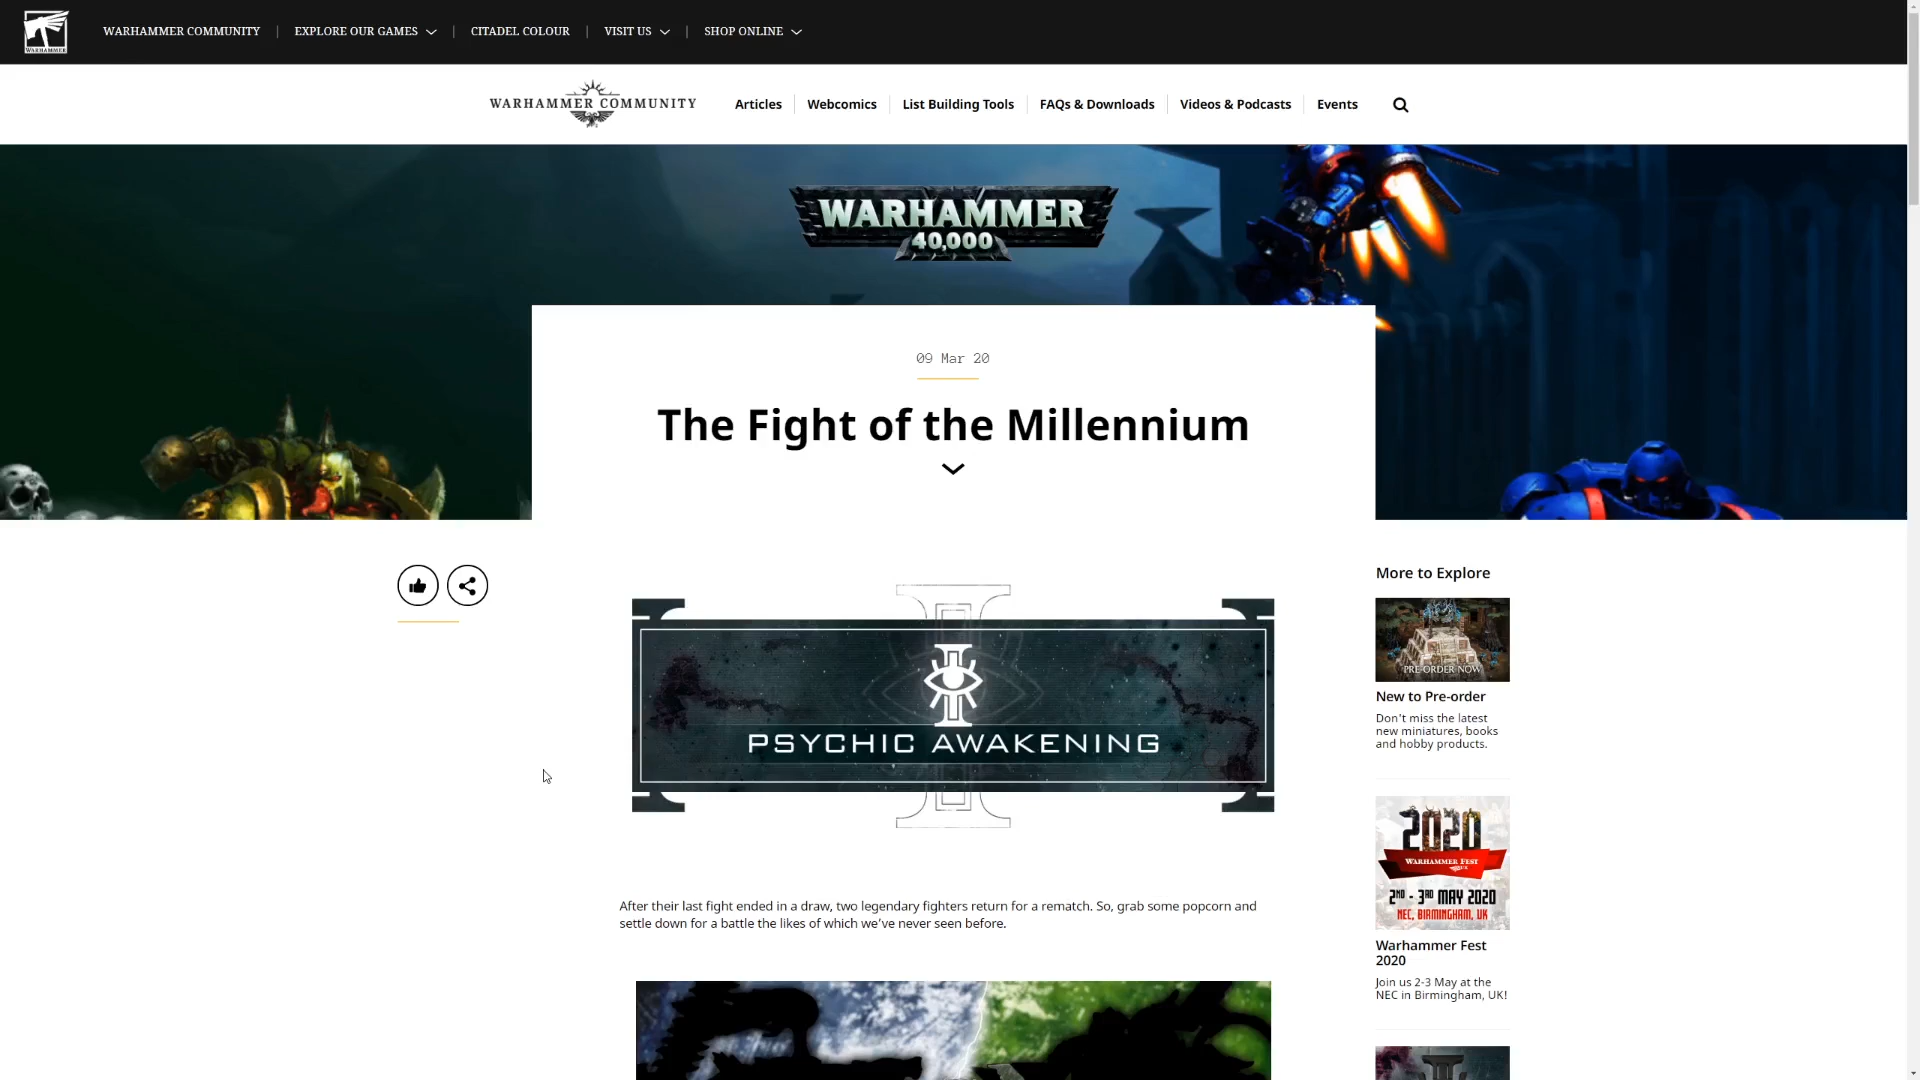 WARHAMMER
WARHAMMER COMMUNITY
EXPLORE OUR GAMES
CITADEL COLOUR
VISIT US
SHOP ONLINE
WARHAMMER COMMUNITY
Articles
Webcomics
List Building Tools
FAQs & Downloads
Videos & Podcasts
Events
WARHAMMER
40,000
09 Mar 20
The Fight of the Millennium
PSYCHIC AWAKENING
After their last fight ended in a draw, two legendary fighters return for a rematch. So, grab some popcorn and
settle down for a battle the likes of which we've never seen before.
More to Explore
PRE-ORDER NOW
New to Pre-order
Don't miss the latest
new miniatures, books
and hobby products.
2020
WARHAMMER FEST
2ND - 3RD MAY 2020
NEC, BIRMINGHAM, UK
Warhammer Fest
2020
Join us 2-3 May at the
NEC in Birmingham, UK!